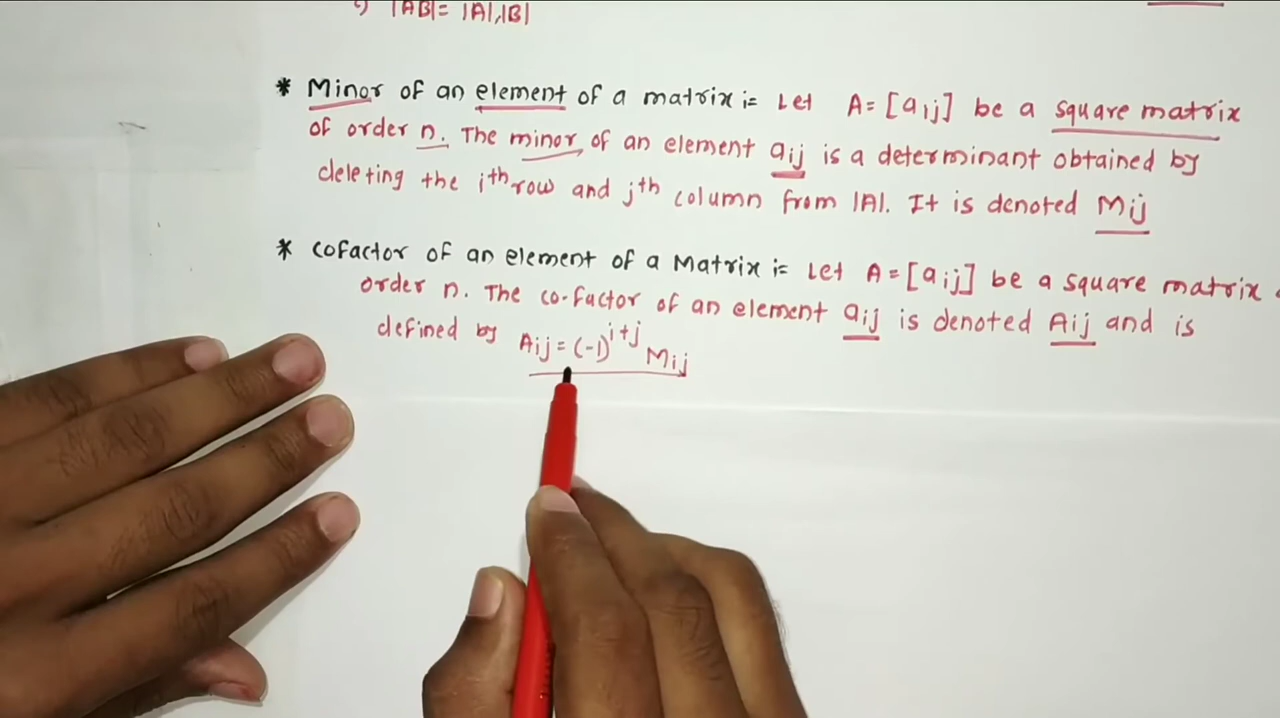 |AB| = |A|.|B|
* Minor of an element of a matrix := Let A = [aij] be a square matrix
of order n. The minor of an element aij is a determinant obtained by
deleting the ith row and jth column from |A|. It is denoted Mij
* Cofactor of an element of a Matrix := Let A = [aij] be a square matrix
order n. The co-factor of an element aij is denoted Aij and is
defined by Aij = (-1)^i+j Mij